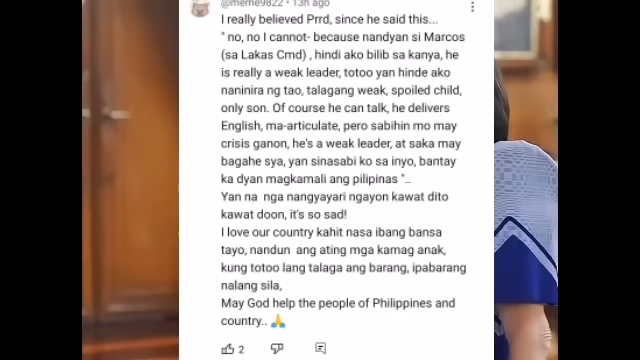 @meme9822 • 13h ago
I really believed Prrd, since he said this...
" no, no I cannot- because nandyan si Marcos
(sa Lakas Cmd) , hindi ako bilib sa kanya, he
is really a weak leader, totoo yan hinde ako
naninira ng tao, talagang weak, spoiled child,
only son. Of course he can talk, he delivers
English, ma-articulate, pero sabihin mo may
crisis ganon, he's a weak leader, at saka may
bagahe sya, yan sinasabi ko sa inyo, bantay
ka dyan magkamali ang pilipinas "..
Yan na nga nangyayari ngayon kawat dito
kawat doon, it's so sad!
I love our country kahit nasa ibang bansa
tayo, nandun ang ating mga kamag anak,
kung totoo lang talaga ang barang, ipabarang
nalang sila,
May God help the people of Philippines and
country.. 🙏
2